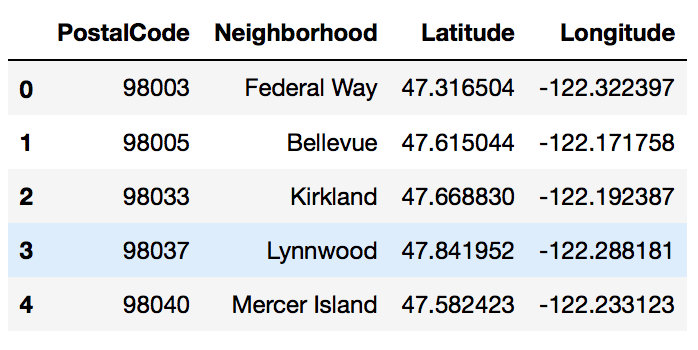 PostalCode Neighborhood Latitude Longitude
0 98003 Federal Way 47.316504 -122.322397
1 98005 Bellevue 47.615044 -122.171758
2 98033 Kirkland 47.668830 -122.192387
3 98037 Lynnwood 47.841952 -122.288181
4 98040 Mercer Island 47.582423 -122.233123